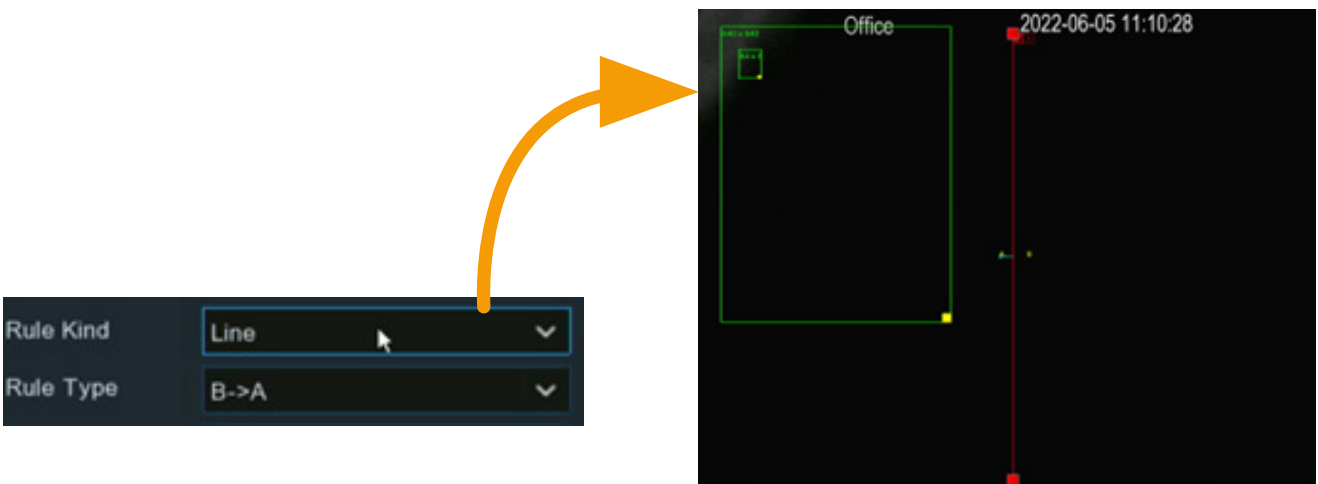 Office
2022-06-05 11:10:28
Rule Kind
Line
Rule Type
B->A